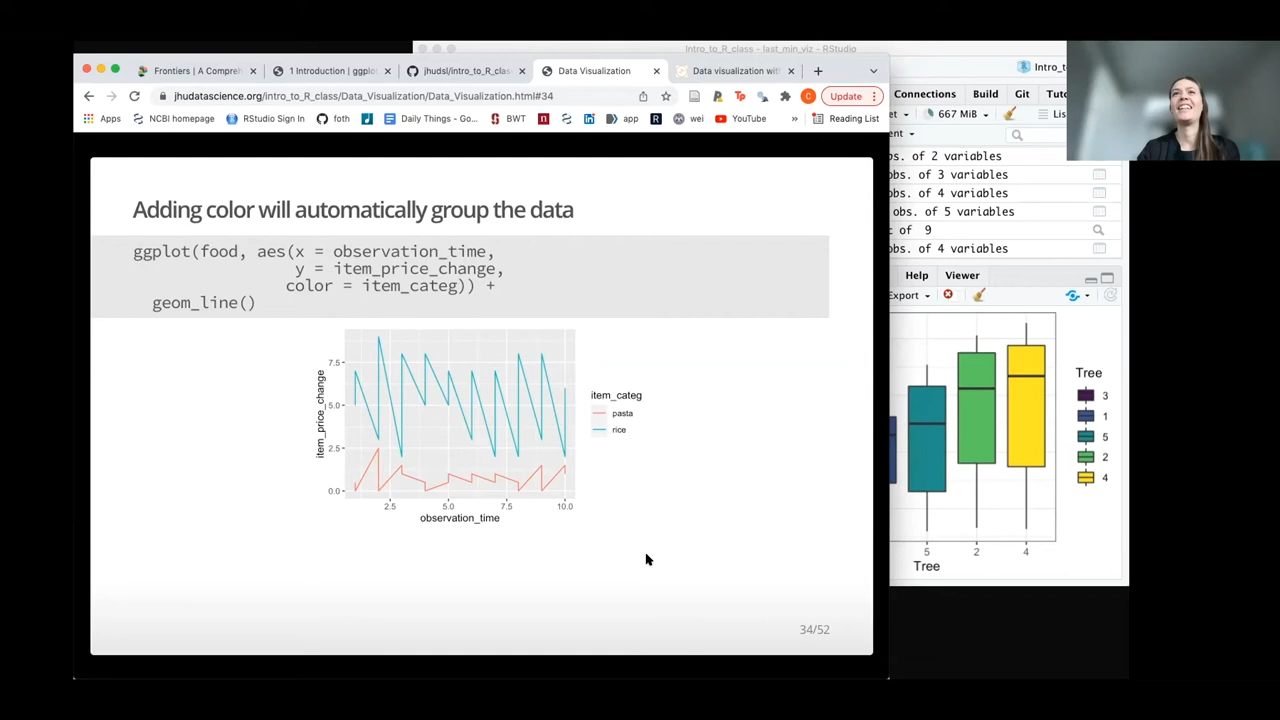 Intro_to_R_class - last_min_viz - RStudio
Frontiers | A Compreh
1 Introduction | ggplot
jhudsl/intro_to_R_class
Data Visualization
Data visualization with
Intro_to
jhudatascience.org/intro_to_R_class/Data_Visualization/Data_Visualization.html#34
Update
Connections
Build
Git
Tuto
Apps
NCBI homepage
RStudio Sign In
foth
Daily Things - Go...
BWT
app
wei
YouTube
»
Reading List
667 MiB
Lis
obs. of 2 variables
obs. of 3 variables
obs. of 4 variables
obs. of 5 variables
c of 9
obs. of 4 variables
Adding color will automatically group the data
ggplot(food, aes(x = observation_time,
y = item_price_change,
color = item_categ)) +
geom_line()
Help
Viewer
Export
item_price_change
7.5
5.0
2.5
0.0
2.5
5.0
7.5
10.0
observation_time
item_categ
pasta
rice
Tree
3
1
5
2
4
5
2
4
Tree
34/52